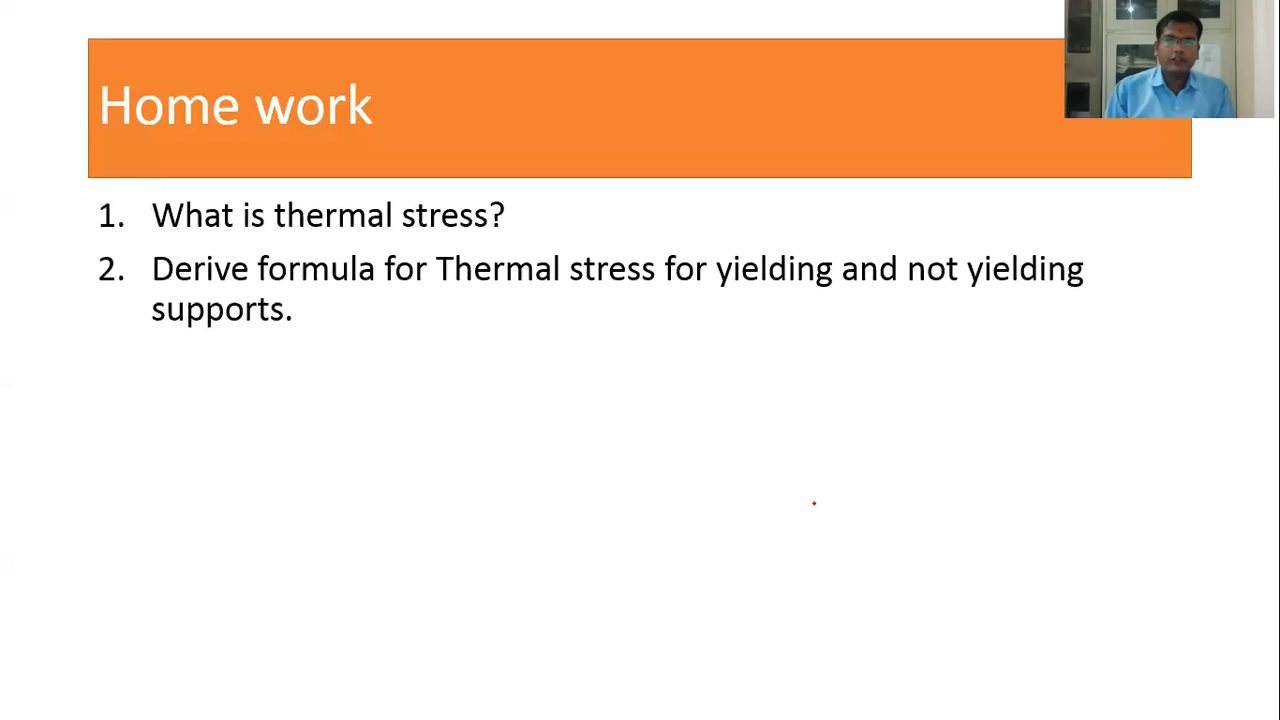 Home work
1. What is thermal stress?
2. Derive formula for Thermal stress for yielding and not yielding
supports.